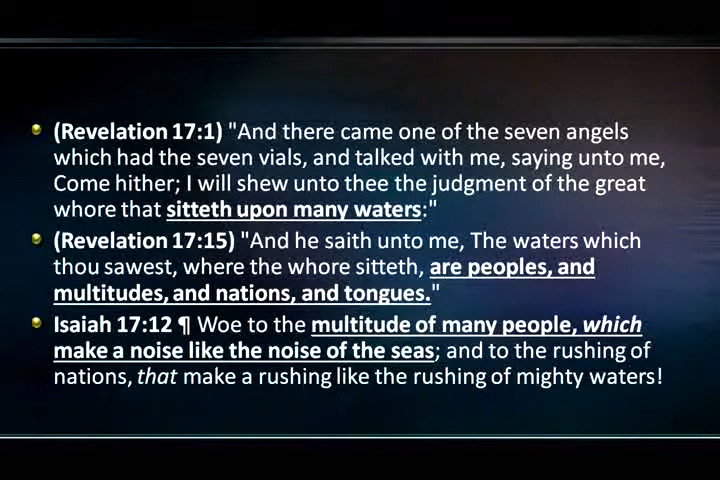 (Revelation 17:1) "And there came one of the seven angels
which had the seven vials, and talked with me, saying unto me,
Come hither; I will shew unto thee the judgment of the great
whore that sitteth upon many waters:"
(Revelation 17:15) "And he saith unto me, The waters which
thou sawest, where the whore sitteth, are peoples, and
multitudes, and nations, and tongues."
Isaiah 17:12 ¶ Woe to the multitude of many people, which
make a noise like the noise of the seas; and to the rushing of
nations, that make a rushing like the rushing of mighty waters!